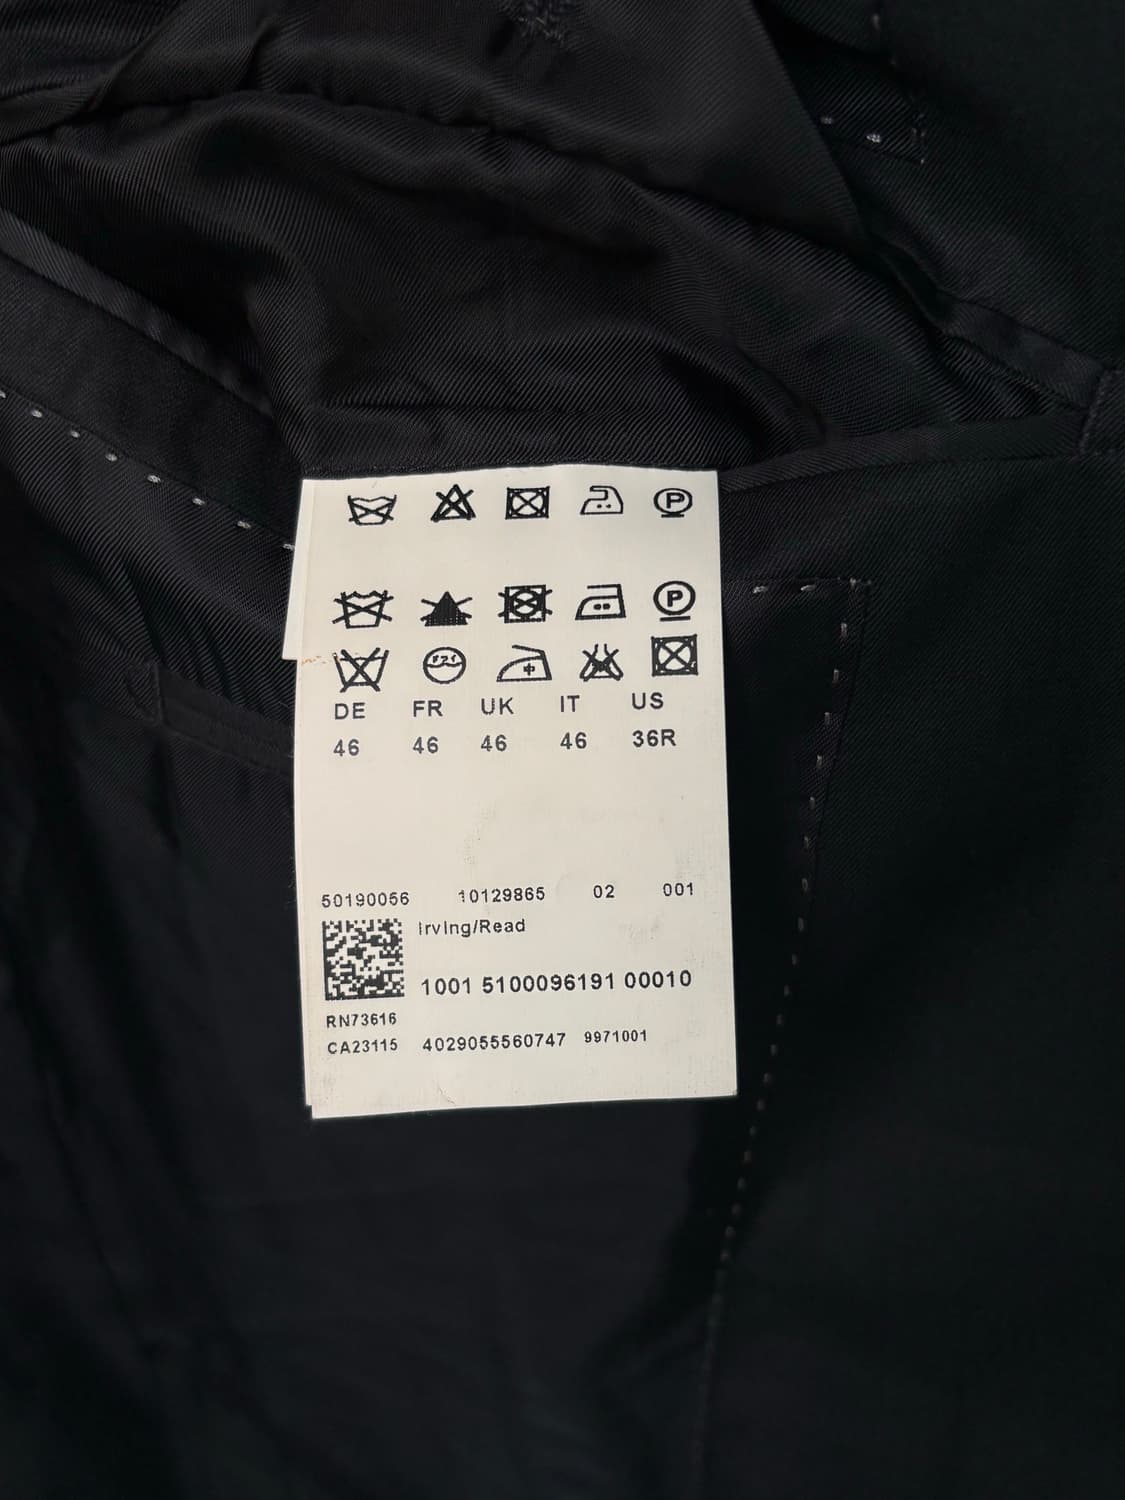 DE FR UK IT US
46 46 46 46 36R
50190056 10129865 02 001
Irving/Read
1001 5100096191 00010
RN73616
CA23115 4029055560747 9971001